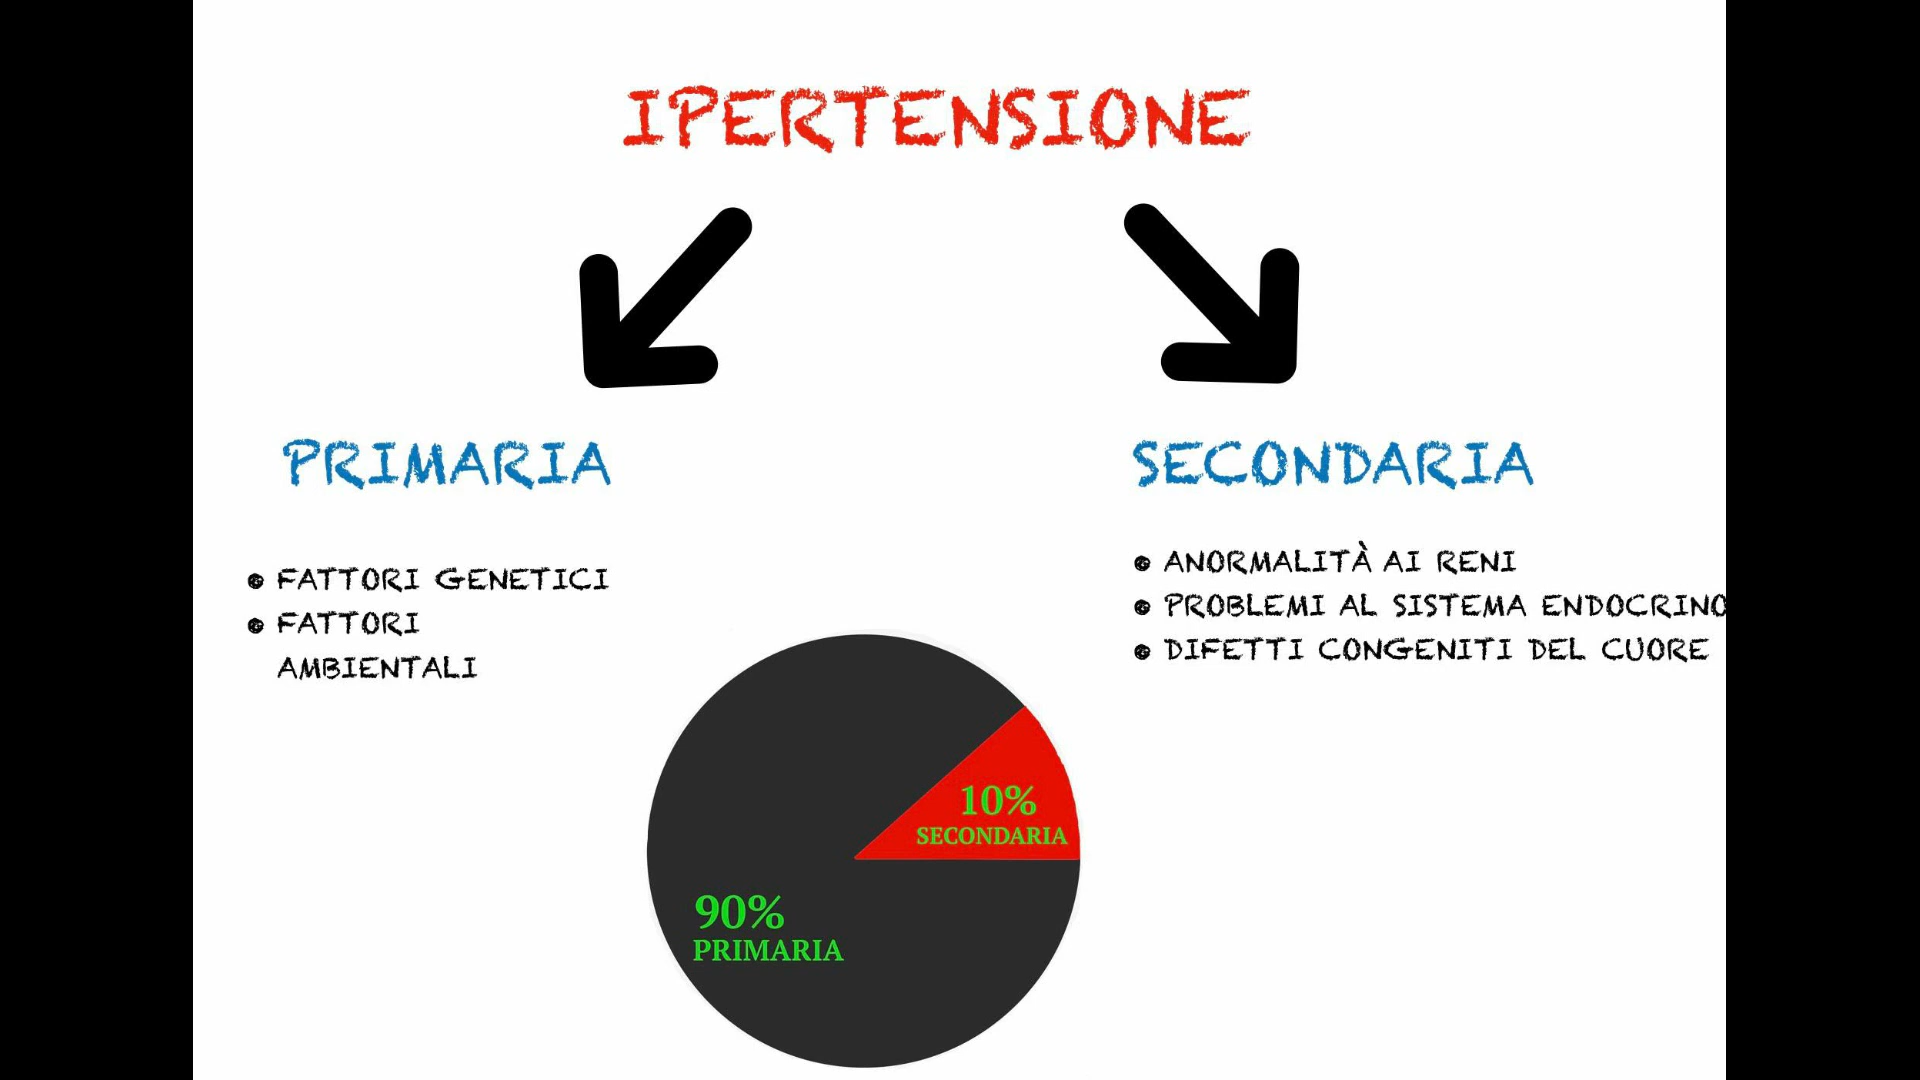 IPERTENSIONE
PRIMARIA
• FATTORI GENETICI
• FATTORI
AMBIENTALI
SECONDARIA
• ANORMALITÀ AI RENI
• PROBLEMI AL SISTEMA ENDOCRINO
• DIFETTI CONGENITI DEL CUORE
10%
SECONDARIA
90%
PRIMARIA